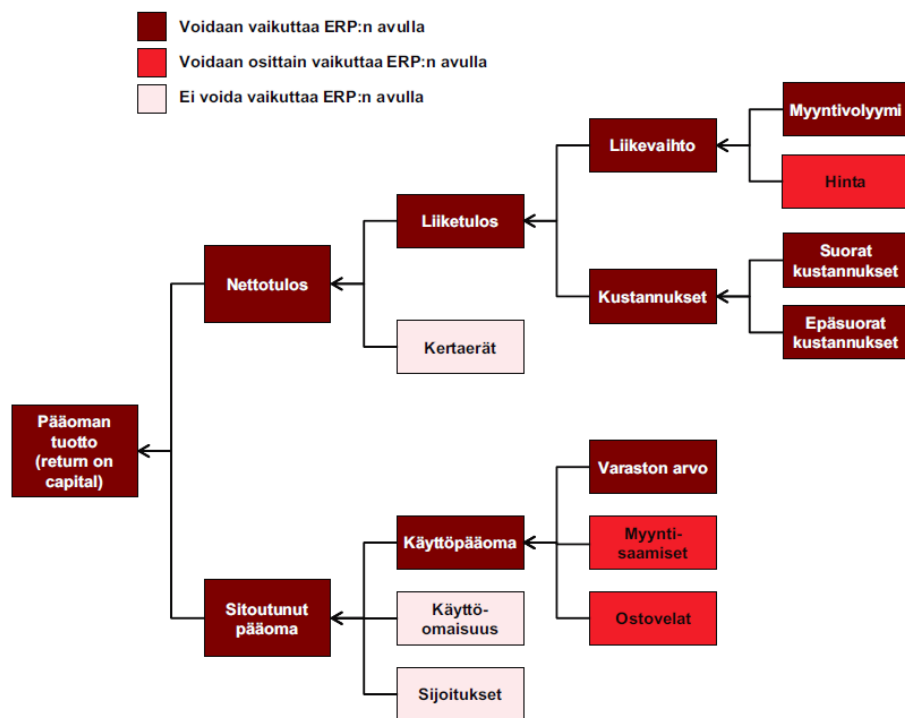 Voidaan vaikuttaa ERP:n avulla
Voidaan osittain vaikuttaa ERP:n avulla
Ei voida vaikuttaa ERP:n avulla
Myyntivolyymi
Liikevaihto
Hinta
Liiketulos
Suorat
kustannukset
Nettotulos
Kustannukset
Epäsuorat
kustannukset
Kertaerät
Pääoman
tuotto
(return on
capital)
Varaston arvo
Käyttöpääoma
Myynti-
saamiset
Sitoutunut
pääoma
Käyttö-
omaisuus
Ostovelat
Sijoitukset